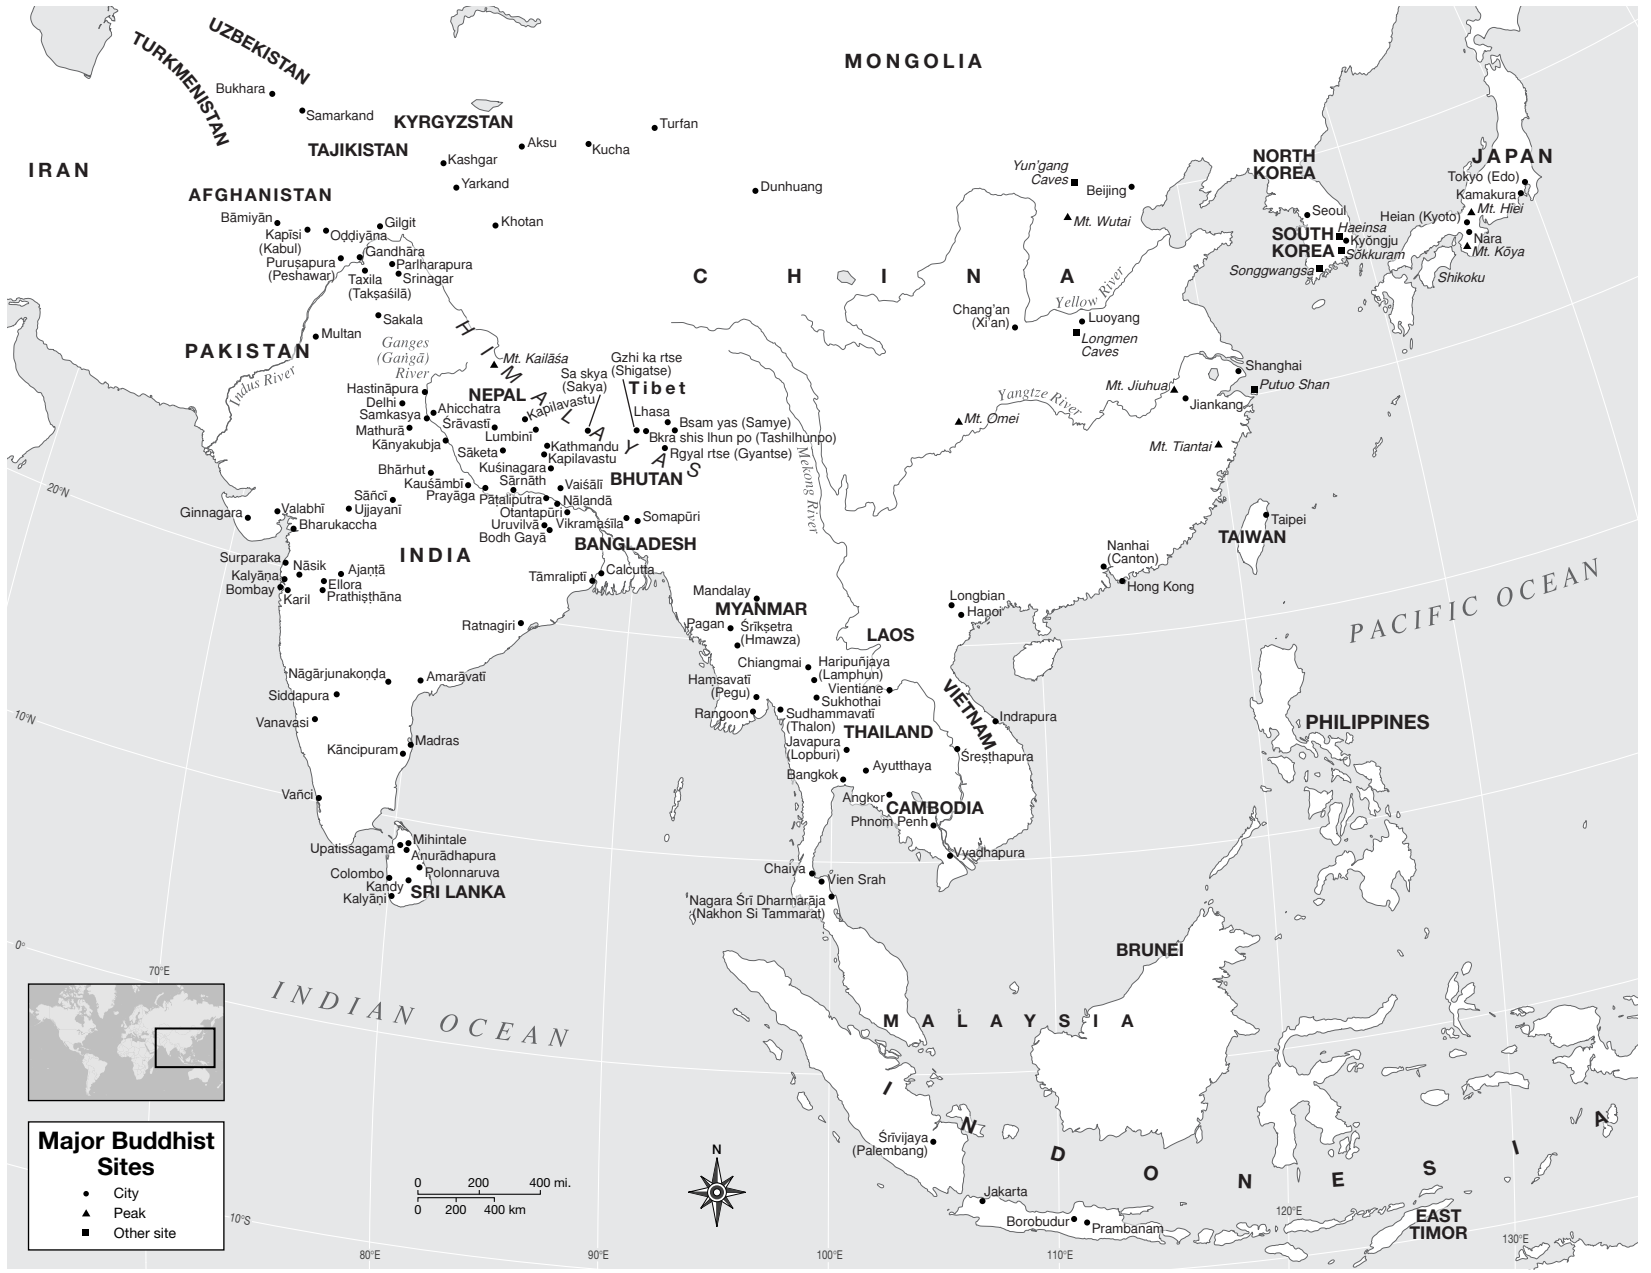 MONGOLIA
UZBEKISTAN
TURKMENISTAN
Bukhara
Samarkand
KYRGYZSTAN
TAJIKISTAN
Turfan
Aksu
Kucha
Kashgar
Yarkand
IRAN
NORTH
KOREA
JAPAN
Tokyo (Edo)
Kamakura
Mt. Hiei
Yun'gang
Caves
Beijing
Dunhuang
AFGHANISTAN
Bāmiyān
Kapīsi
(Kabul)
Oḍḍiyāna
Gilgit
Khotan
Mt. Wutai
Seoul
Heian (Kyoto)
Haeinsa
SOUTH
KOREA
Kyŏngju
Sŏkkuram
Songgwangsa
Nara
Mt. Kōya
Shikoku
Gandhāra
Puruṣapura
(Peshawar)
Parlharapura
Srinagar
Taxila
(Takṣaśilā)
CHINA
Yellow River
Chang'an
(Xi'an)
Luoyang
Longmen
Caves
Sakala
Multan
Ganges
(Gaṅgā)
River
HIMALAYAS
PAKISTAN
Indus River
Mt. Kailāśa
Gzhi ka rtse
(Shigatse)
Sa skya
(Sakya)
Tibet
Shanghai
Putuo Shan
Mt. Jiuhua
Jiankang
Yangtze River
Mt. Omei
Mt. Tiantai
Hastināpura
NEPAL
Delhi
Samkasya
Ahicchatra
Kapilavastu
Mathurā
Śrāvastī
Lumbinī
Lhasa
Bsam yas (Samye)
Bkra shis lhun po (Tashilhunpo)
Rgyal rtse (Gyantse)
Kānyakubja
Kathmandu
Kapilavastu
Sāketa
Kuśinagara
BHUTAN
Mekong River
Bhārhut
Sārnāth
Kauśāmbī
Prayāga
Vaiśālī
Pāṭaliputra
Nālandā
20°N
Sāñcī
Ujjayanī
Otantapūri
Valabhī
Ginnagara
Bharukaccha
Uruvilvā
Vikramaśīla
Somapūri
Bodh Gayā
BANGLADESH
INDIA
Taipei
TAIWAN
Nanhai
(Canton)
Hong Kong
PACIFIC OCEAN
Surparaka
Nāsik
Ajaṇṭā
Kalyāṇa
Ellora
Bombay
Karil
Prathiṣṭhāna
Calcutta
Tāmraliptī
Mandalay
MYANMAR
Longbian
Hanoi
Pagan
Śrīkṣetra
(Hmawza)
LAOS
Ratnagiri
Chiangmai
Haripuñjaya
(Lamphun)
Nāgārjunakoṇḍa
Amarāvatī
Haṃsavatī
(Pegu)
Vientiane
Sukhothai
Siddapura
Rangoon
Sudhammavatī
(Thalon)
VIETNAM
Indrapura
PHILIPPINES
10°N
Vanavasi
THAILAND
Javapura
(Lopburi)
Śreṣṭhapura
Madras
Kāncipuram
Ayutthaya
Bangkok
Vañci
Angkor
CAMBODIA
Phnom Penh
Vyadhapura
Mihintale
Upatissagama
Anurādhapura
Colombo
Polonnaruva
Kandy
SRI LANKA
Kalyāṇi
Chaiya
Vien Srah
Nagara Śrī Dharmarāja
(Nakhon Si Tammarat)
0°
70°E
BRUNEI
INDIAN OCEAN
MALAYSIA
INDONESIA
Śrīvijaya
(Palembang)
Jakarta
Borobudur
Prambanam
EAST
TIMOR
Major Buddhist
Sites
City
Peak
Other site
0 200 400 mi.
0 200 400 km
N
10°S
80°E
90°E
100°E
110°E
120°E
130°E